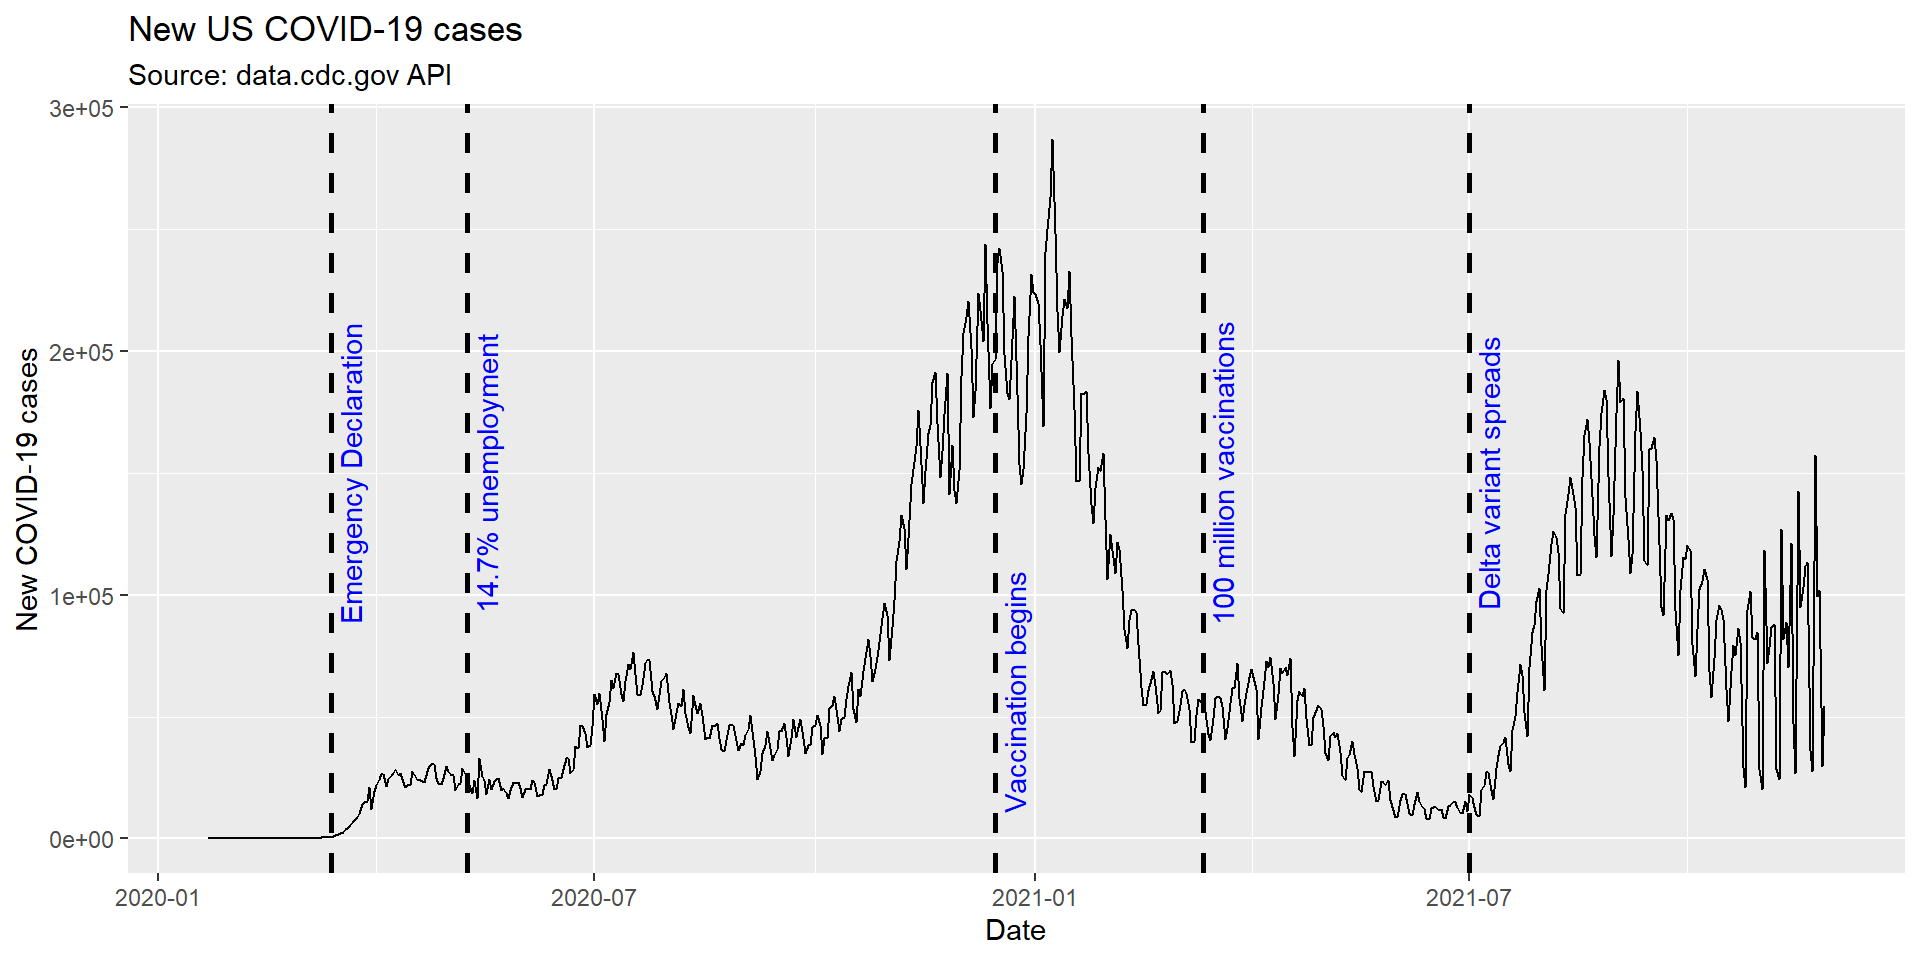 New US COVID-19 cases
Source: data.cdc.gov API
New COVID-19 cases
3e+05
2e+05
1e+05
0e+00
Emergency Declaration
14.7% unemployment
Vaccination begins
100 million vaccinations
Delta variant spreads
2020-01
2020-07
2021-01
2021-07
Date